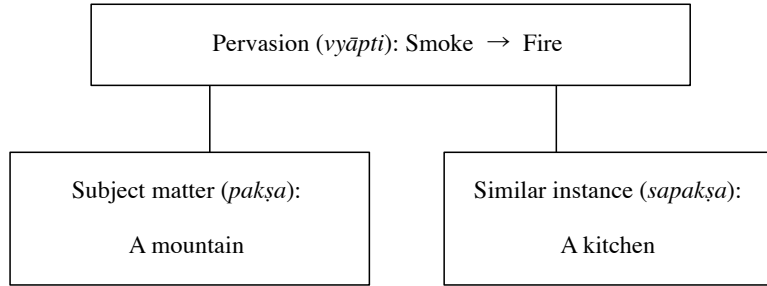 Pervasion (vyāpti): Smoke → Fire
Subject matter (pakṣa):
A mountain
Similar instance (sapakṣa):
A kitchen